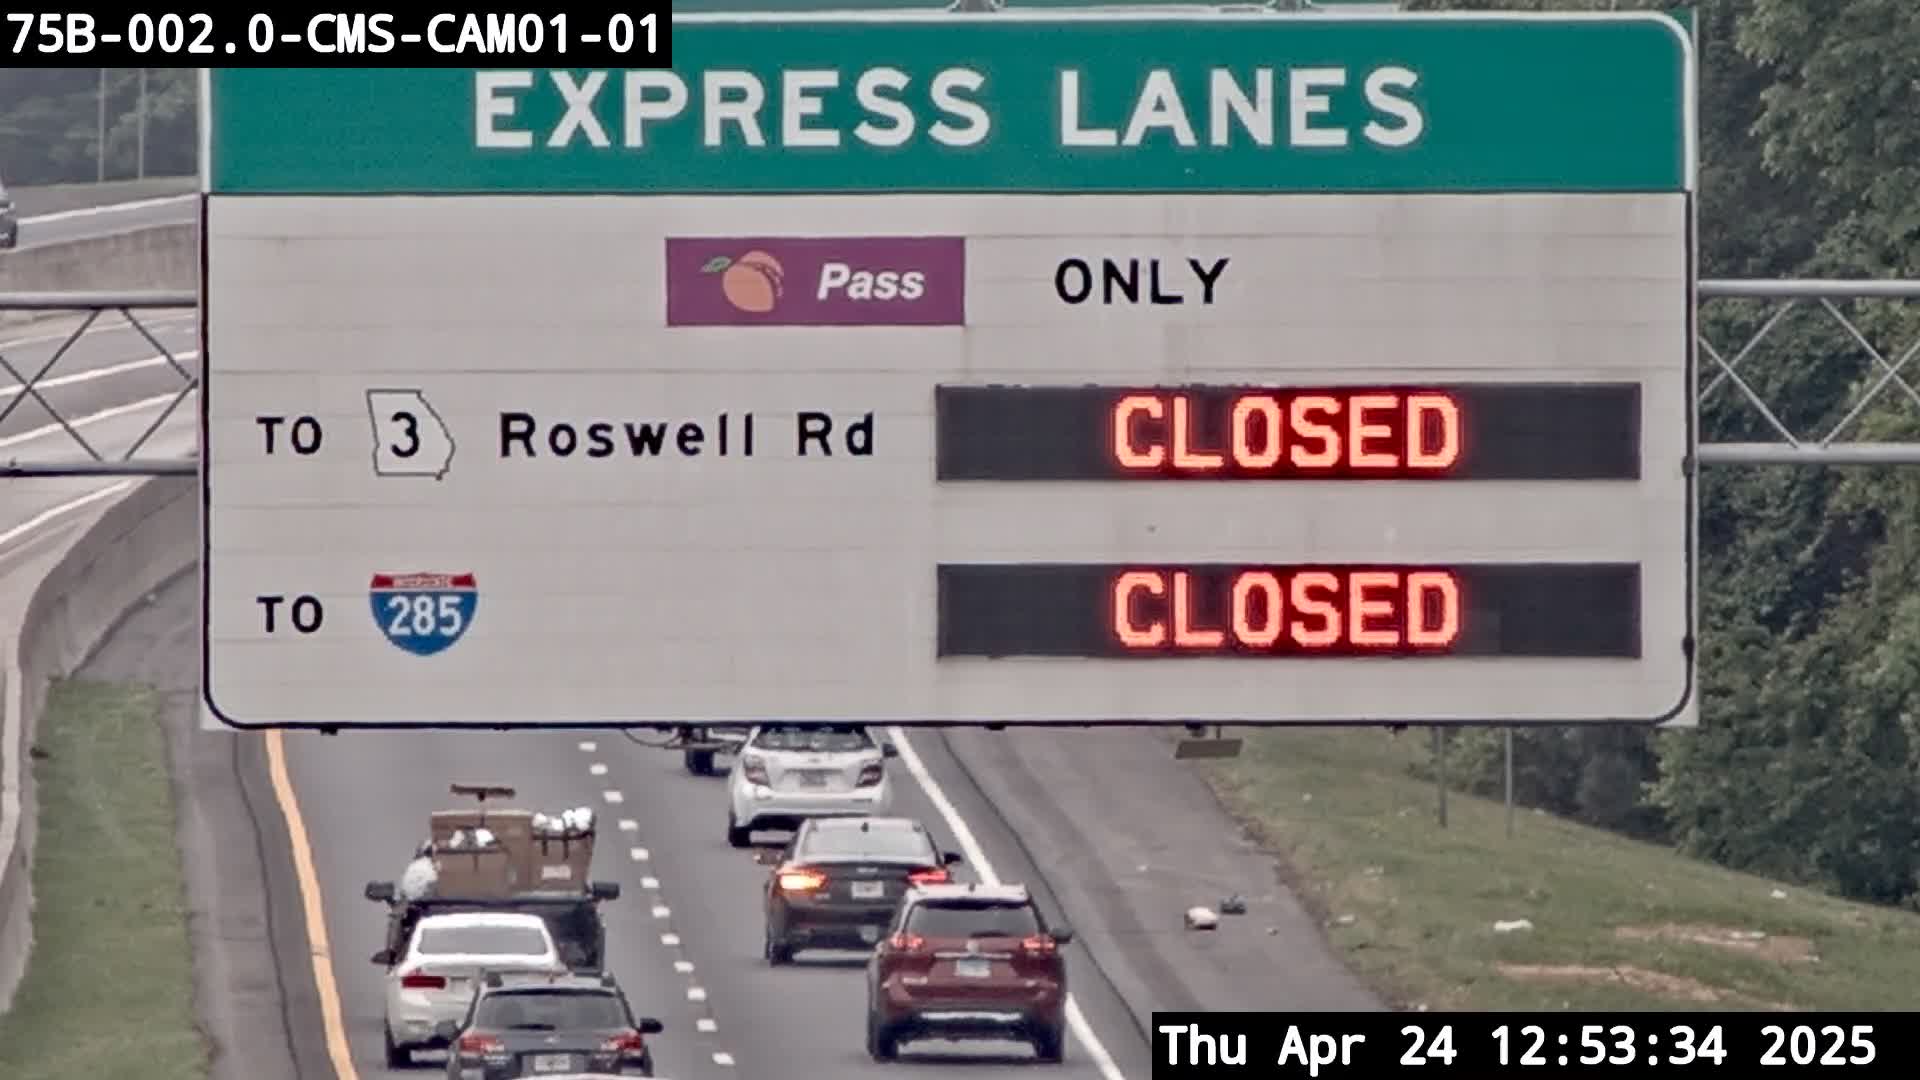 75B-002.0-CMS-CAM01-01
EXPRESS LANES
Pass ONLY
TO 3 Roswell Rd CLOSED
TO INTERSTATE 285 CLOSED
Thu Apr 24 12:53:34 2025